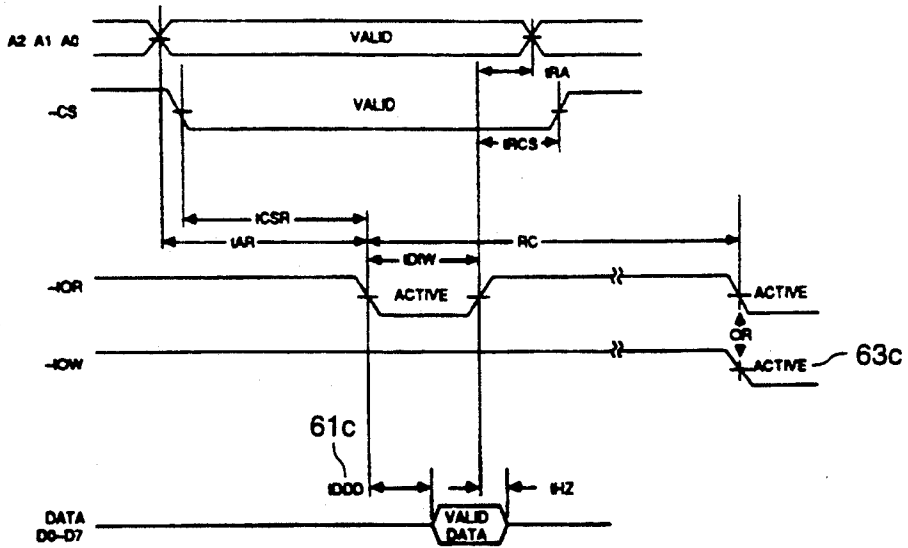 A2 A1 A0
VALID
tRA
-CS
VALID
tRCS
tCSR
tAR
RC
tDIW
-IOR
ACTIVE
ACTIVE
OR
-IOW
ACTIVE
63c
61c
tDDD
tHZ
DATA
D0-D7
VALID
DATA